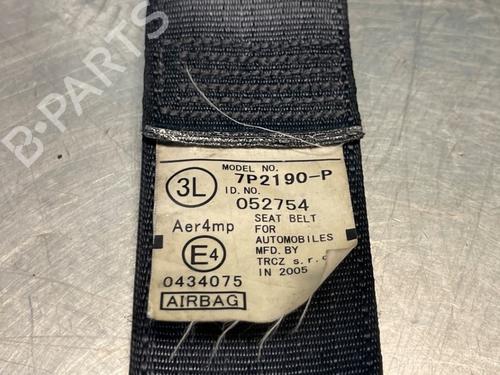 B-PARTS
MODEL NO.
3L
7P2190-P
ID.NO.
052754
Aer4mp
SEAT BELT
FOR
AUTOMOBILES
E4
MFD.BY
TRCZ s.r.o
0434075
IN 2005
AIRBAG